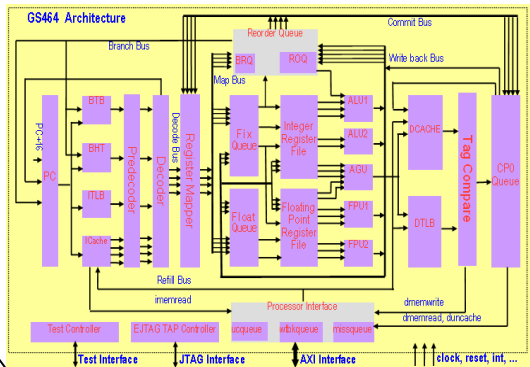 GS464 Architecture
Commit Bus
Reorder Queue
Branch Bus
BRQ
ROQ
Write back Bus
Map Bus
PC+16
PC
BTB
BHT
ITLB
ICache
Predecoder
Decoder
Decode Bus
Register Mapper
Fix
Queue
Float
Queue
Integer
Register
File
Floating
Point
Register
File
ALU1
ALU2
AGU
FPU1
FPU2
DCACHE
DTLB
Tag Compare
CP0
Queue
Refill Bus
imemread
Processor Interface
dmemwrite
dmemread, duncache
Test Controller
EJTAG TAP Controller
ucqueue
wtbkqueue
missqueue
Test Interface
JTAG Interface
AXI Interface
clock, reset, int, ...